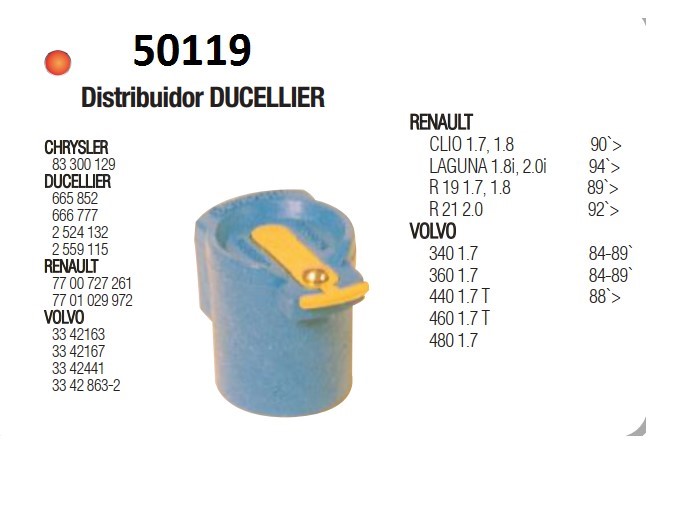 50119
Distribuidor DUCELLIER
CHRYSLER
83 300 129
DUCELLIER
665 852
666 777
2 524 132
2 559 115
RENAULT
77 00 727 261
77 01 029 972
VOLVO
33 42163
33 42167
33 42441
33 42 863-2
RENAULT
CLIO 1.7, 1.8 90`>
LAGUNA 1.8i, 2.0i 94`>
R 19 1.7, 1.8 89`>
R 21 2.0 92`>
VOLVO
340 1.7 84-89`
360 1.7 84-89`
440 1.7 T 88`>
460 1.7 T
480 1.7